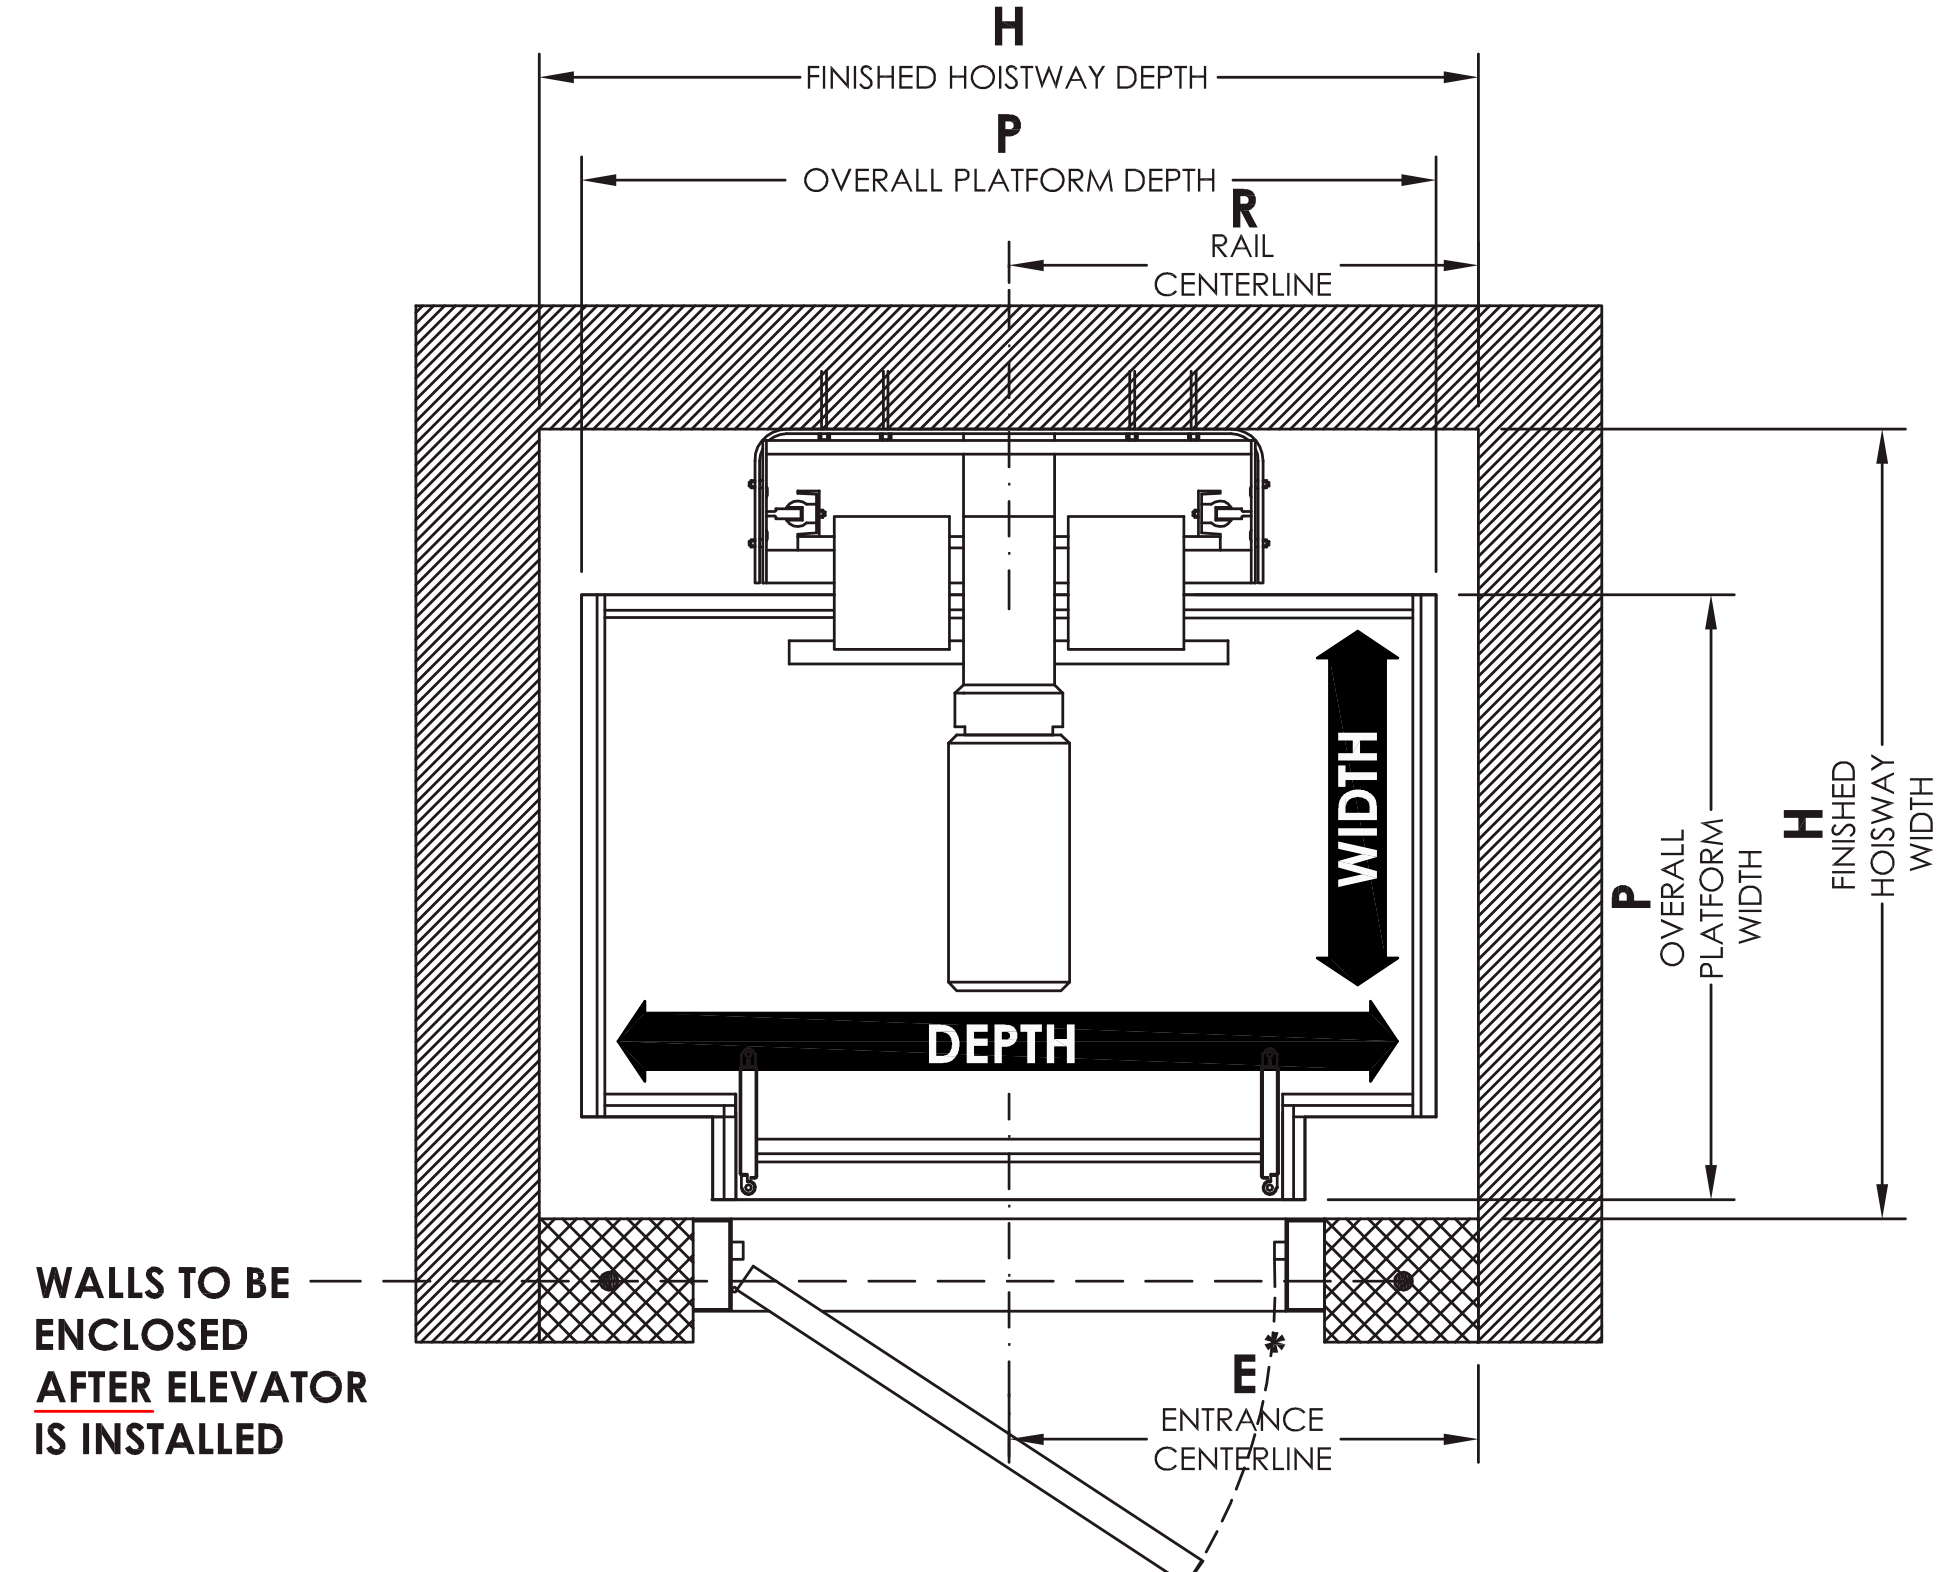 H
FINISHED HOISTWAY DEPTH
P
OVERALL PLATFORM DEPTH
R
RAIL
CENTERLINE
WIDTH
H
FINISHED
HOISWAY
WIDTH
P
OVERALL
PLATFORM
WIDTH
DEPTH
WALLS TO BE
ENCLOSED
AFTER ELEVATOR
IS INSTALLED
E*
ENTRANCE
CENTERLINE